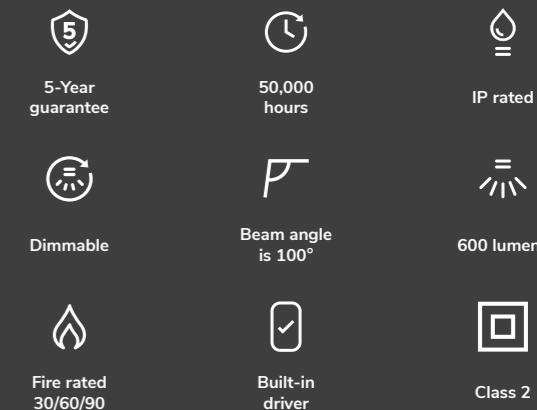 5
5-Year
guarantee
50,000
hours
IP rated
Dimmable
Beam angle
is 100°
600 lumen
Fire rated
30/60/90
Built-in
driver
Class 2